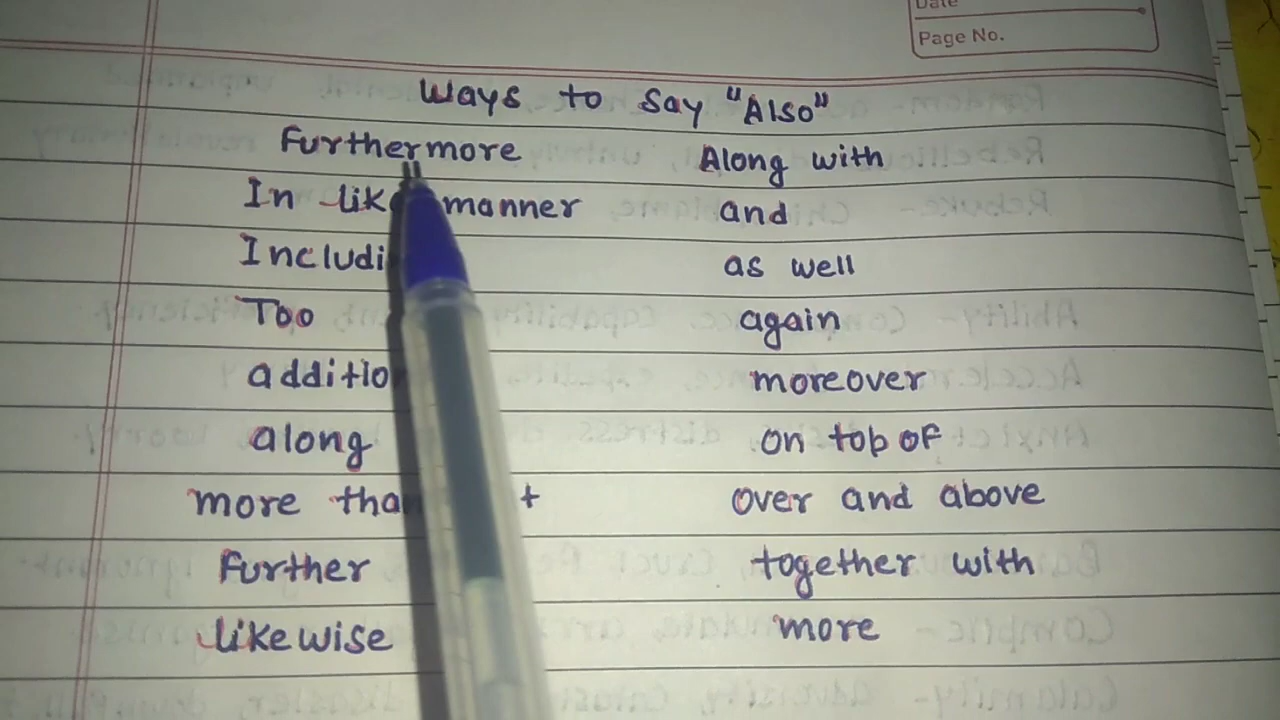 Date
Page No.
Ways to say "Also"
Furthermore Along with
In manner and
as well
Too again
moreover
along on top of
more over and above
Further together with
likewise more